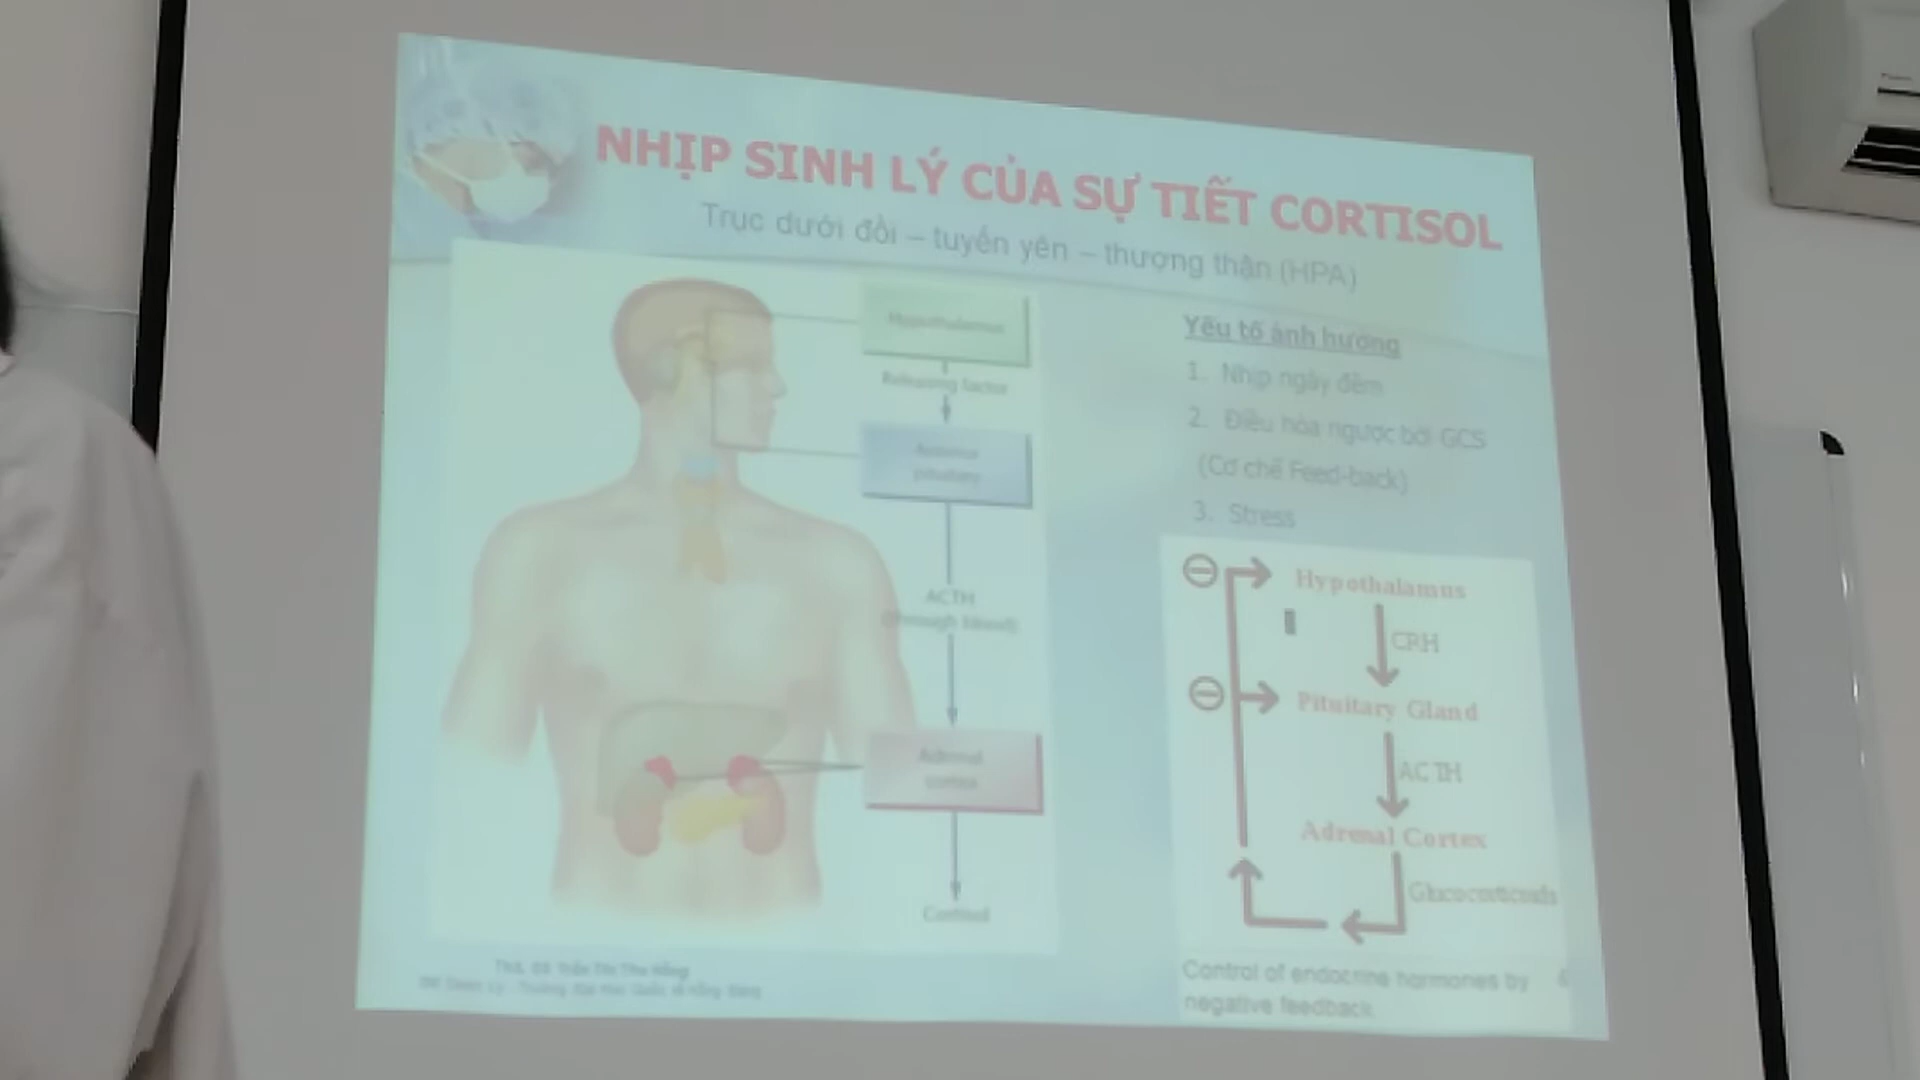 NHỊP SINH LÝ CỦA SỰ TIẾT CORTISOL
Trục dưới đồi – tuyến yên – thượng thận (HPA)
Hypothalamus
Releasing factor
pituitary
ACTH
(through blood)
Adrenal
cortex
Cortisol
Yếu tố ảnh hưởng
1. Nhịp ngày đêm
2. Điều hòa ngược bởi GCS
(Cơ chế Feed-back)
3. Stress
Hypothalamus
CRH
Pituitary Gland
ACTH
Adrenal Cortex
Glucocorticoids
Control of endocrine hormones by
negative feedback.